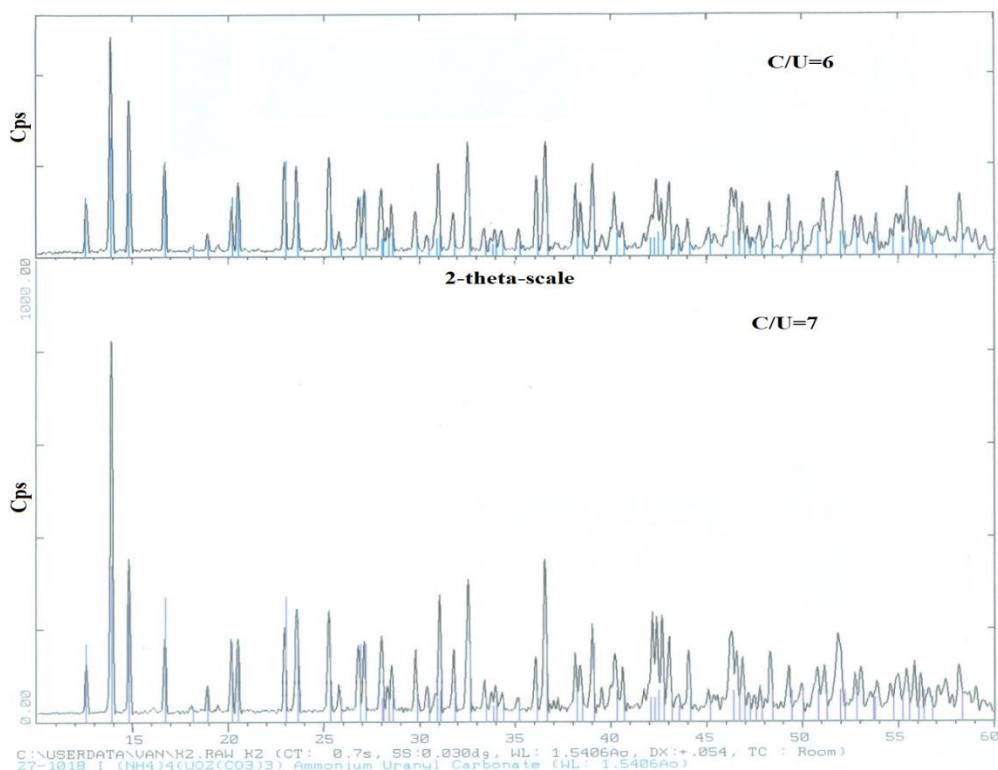 C/U=6
Cps
2-theta-scale
1000.00
C/U=7
Cps
0.00
15 20 25 30 35 40 45 50 55 60
C:\USERDATA\VAN\K2.RAW K2 (CT: 0.7s, SS:0.030dg, WL: 1.5406Ao, DX:+.054, TC : Room)
27-1018 I (NH4)4(UO2(CO3)3) Ammonium Uranyl Carbonate (WL: 1.5406Ao)